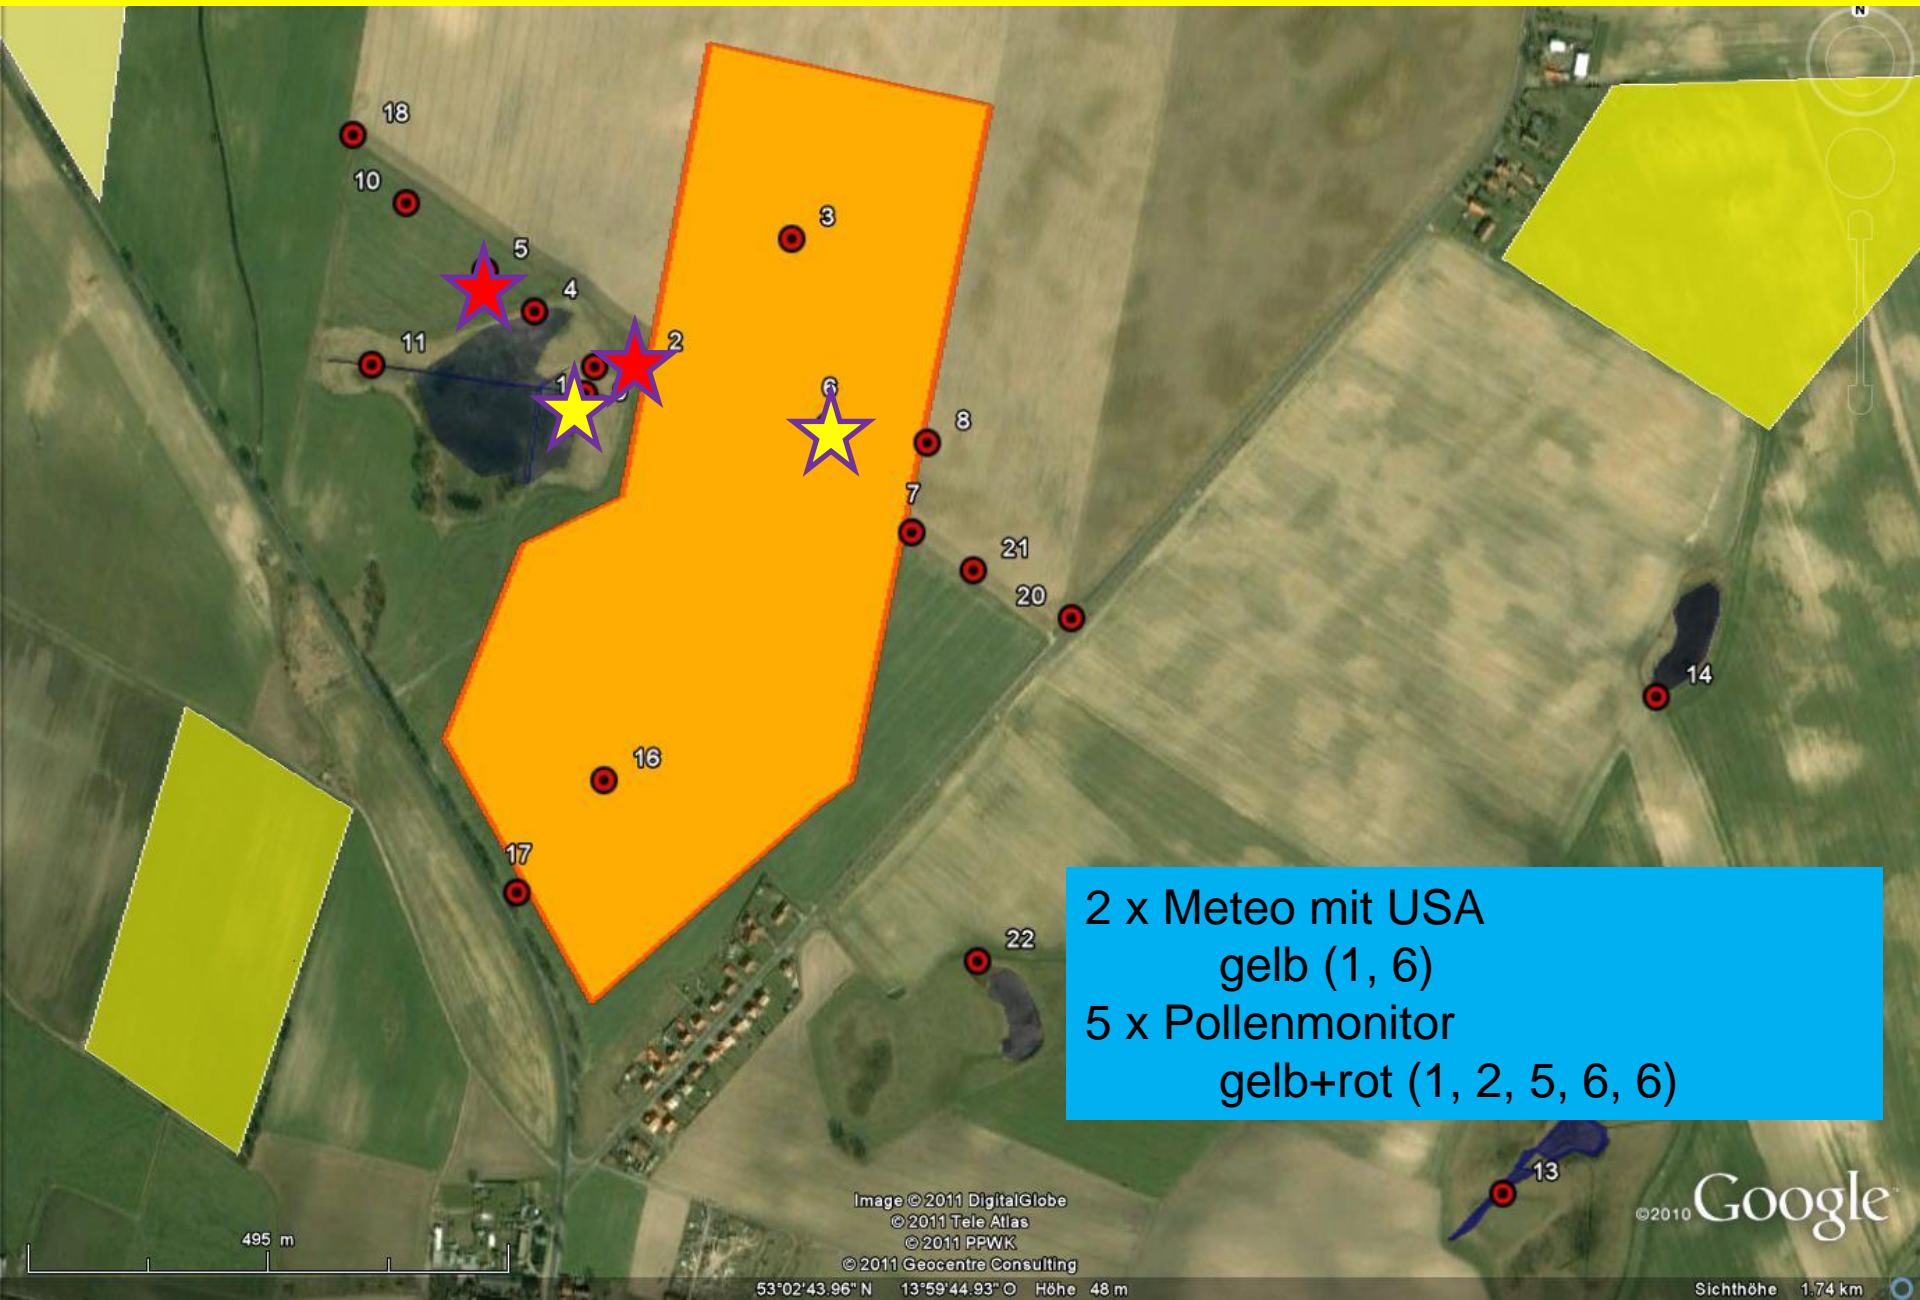 N
18
10
3
5
4
2
11
1
6
8
7
21
20
14
16
17
22
2 x Meteo mit USA
gelb (1, 6)
5 x Pollenmonitor
gelb+rot (1, 2, 5, 6, 6)
13
Image © 2011 DigitalGlobe
© 2011 Tele Atlas
© 2011 PPWK
© 2011 Geocentre Consulting
©2010 Google
495 m
53°02'43.96" N 13°59'44.93" O Höhe 48 m
Sichthöhe 1.74 km